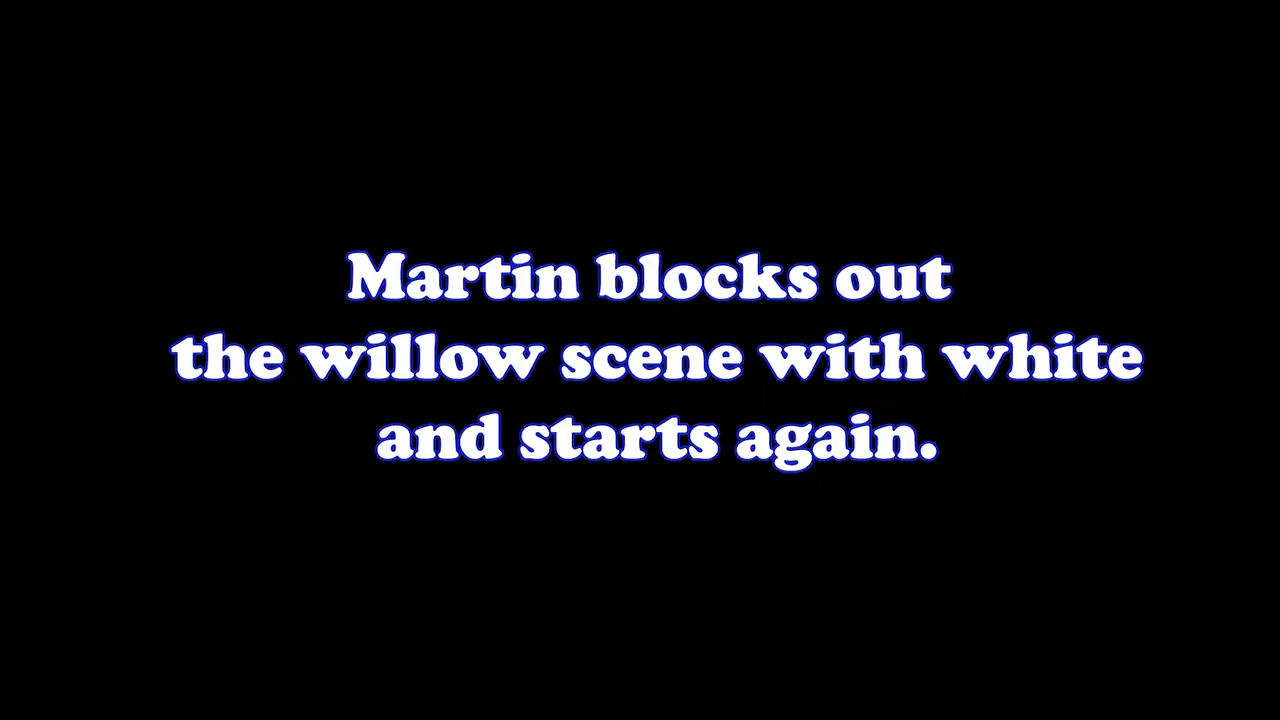 Martin blocks out
the willow scene with white
and starts again.